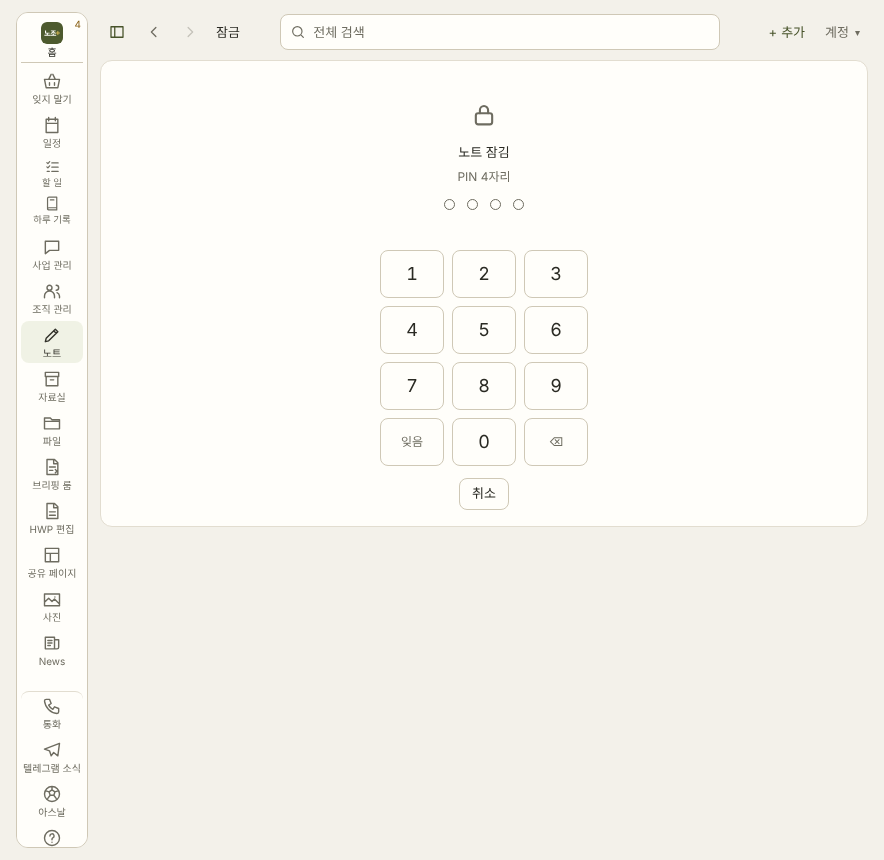 노조+
4
홈
잊지 말기
일정
할 일
하루 기록
사업 관리
조직 관리
노트
자료실
파일
브리핑 룸
HWP 편집
공유 페이지
사진
News
통화
텔레그램 소식
아스날
잠금
전체 검색
+ 추가
계정 ▾
노트 잠김
PIN 4자리
1 2 3
4 5 6
7 8 9
잊음 0
취소